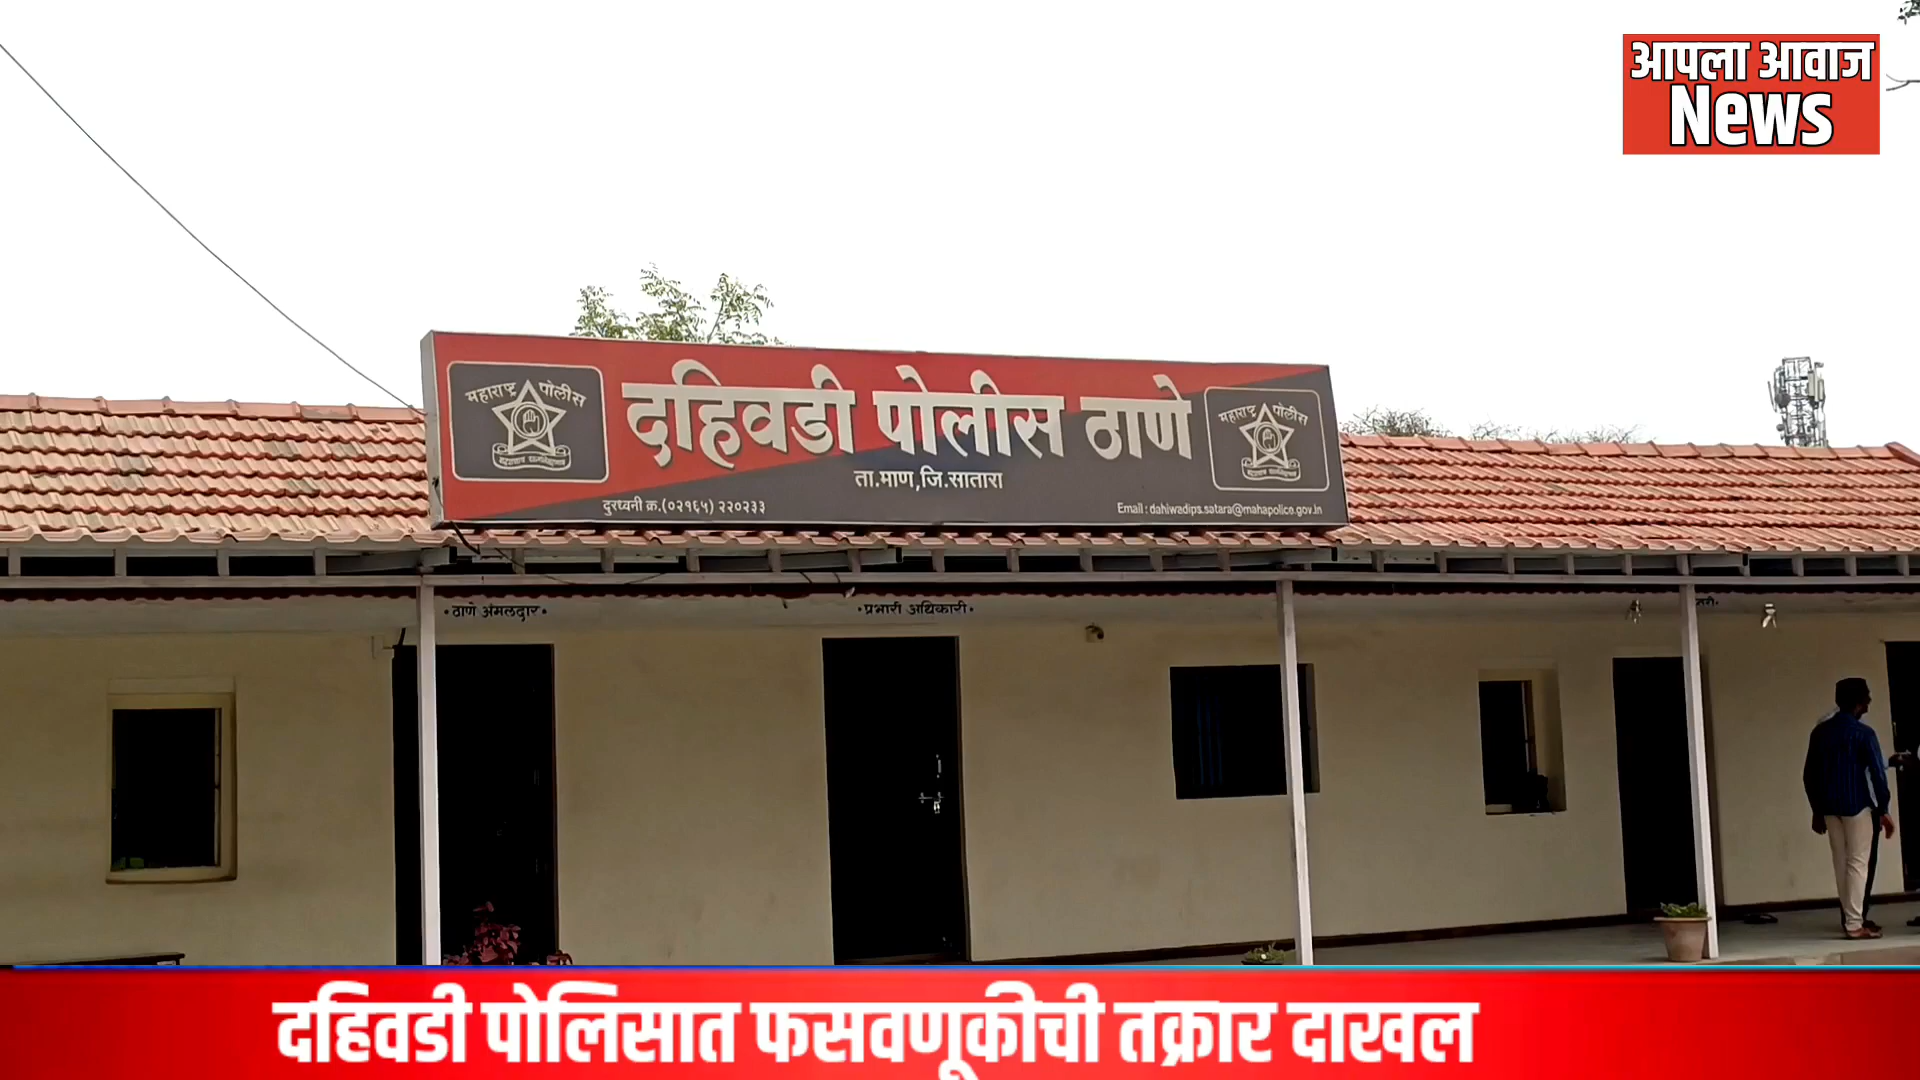 आपला आवाज
News
महाराष्ट्र पोलीस
दहिवडी पोलीस ठाणे
महाराष्ट्र पोलीस
ता.माण,जि.सातारा
दुरध्वनी क्र.(०२१६५) २२०२३३
Email : dahiwadips.satara@mahapolice.gov.in
•ठाणे अंमलदार•
•प्रभारी अधिकारी•
दहिवडी पोलिसात फसवणूकीची तक्रार दाखल